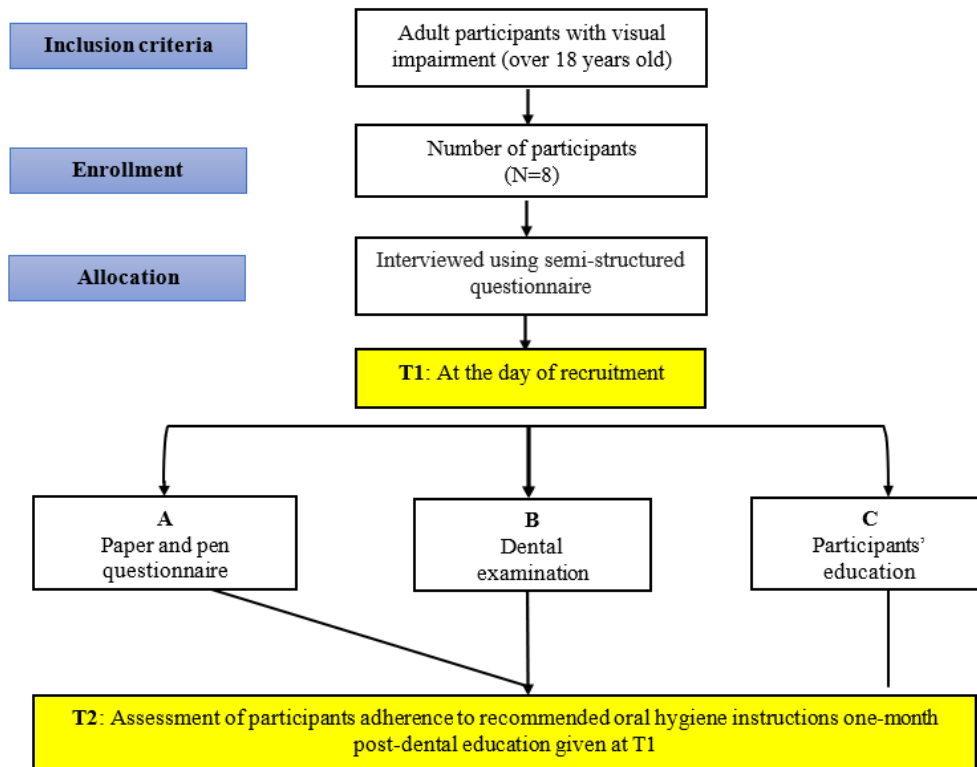 Inclusion criteria
Adult participants with visual
impairment (over 18 years old)
Enrollment
Number of participants
(N=8)
Allocation
Interviewed using semi-structured
questionnaire
T1: At the day of recruitment
A
Paper and pen
questionnaire
B
Dental
examination
C
Participants’
education
T2: Assessment of participants adherence to recommended oral hygiene instructions one-month
post-dental education given at T1